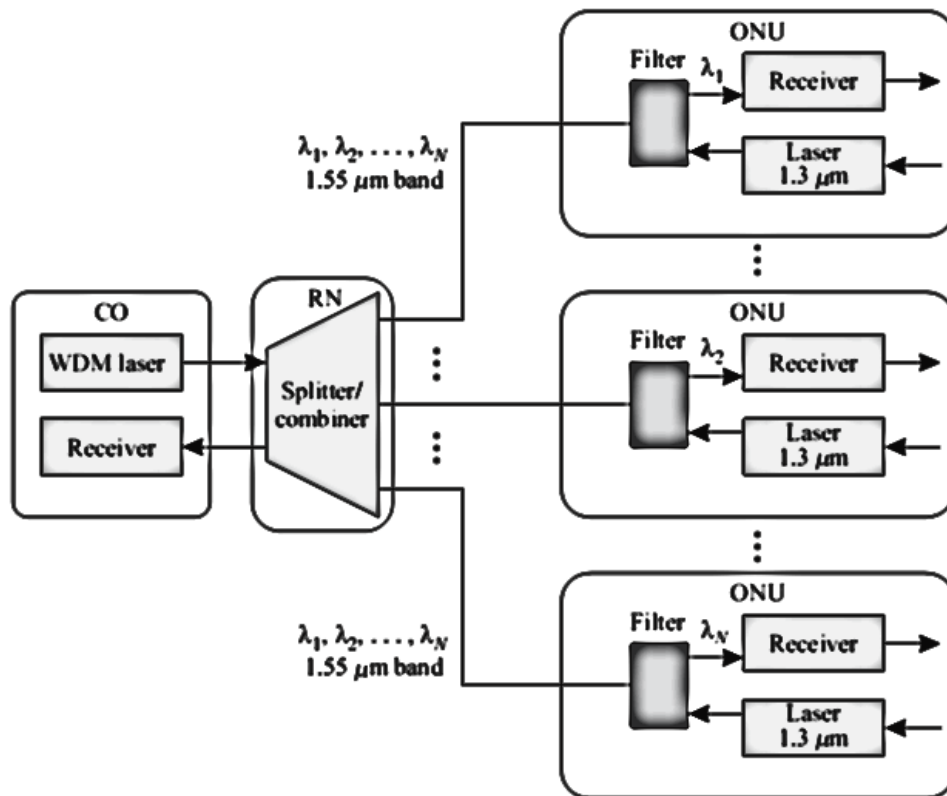 ONU
Filter
λ1
Receiver
Laser
1.3 μm
λ1, λ2, . . . , λN
1.55 μm band
CO
WDM laser
Receiver
RN
Splitter/
combiner
ONU
Filter
λ2
Receiver
Laser
1.3 μm
ONU
Filter
λN
Receiver
Laser
1.3 μm
λ1, λ2, . . . , λN
1.55 μm band